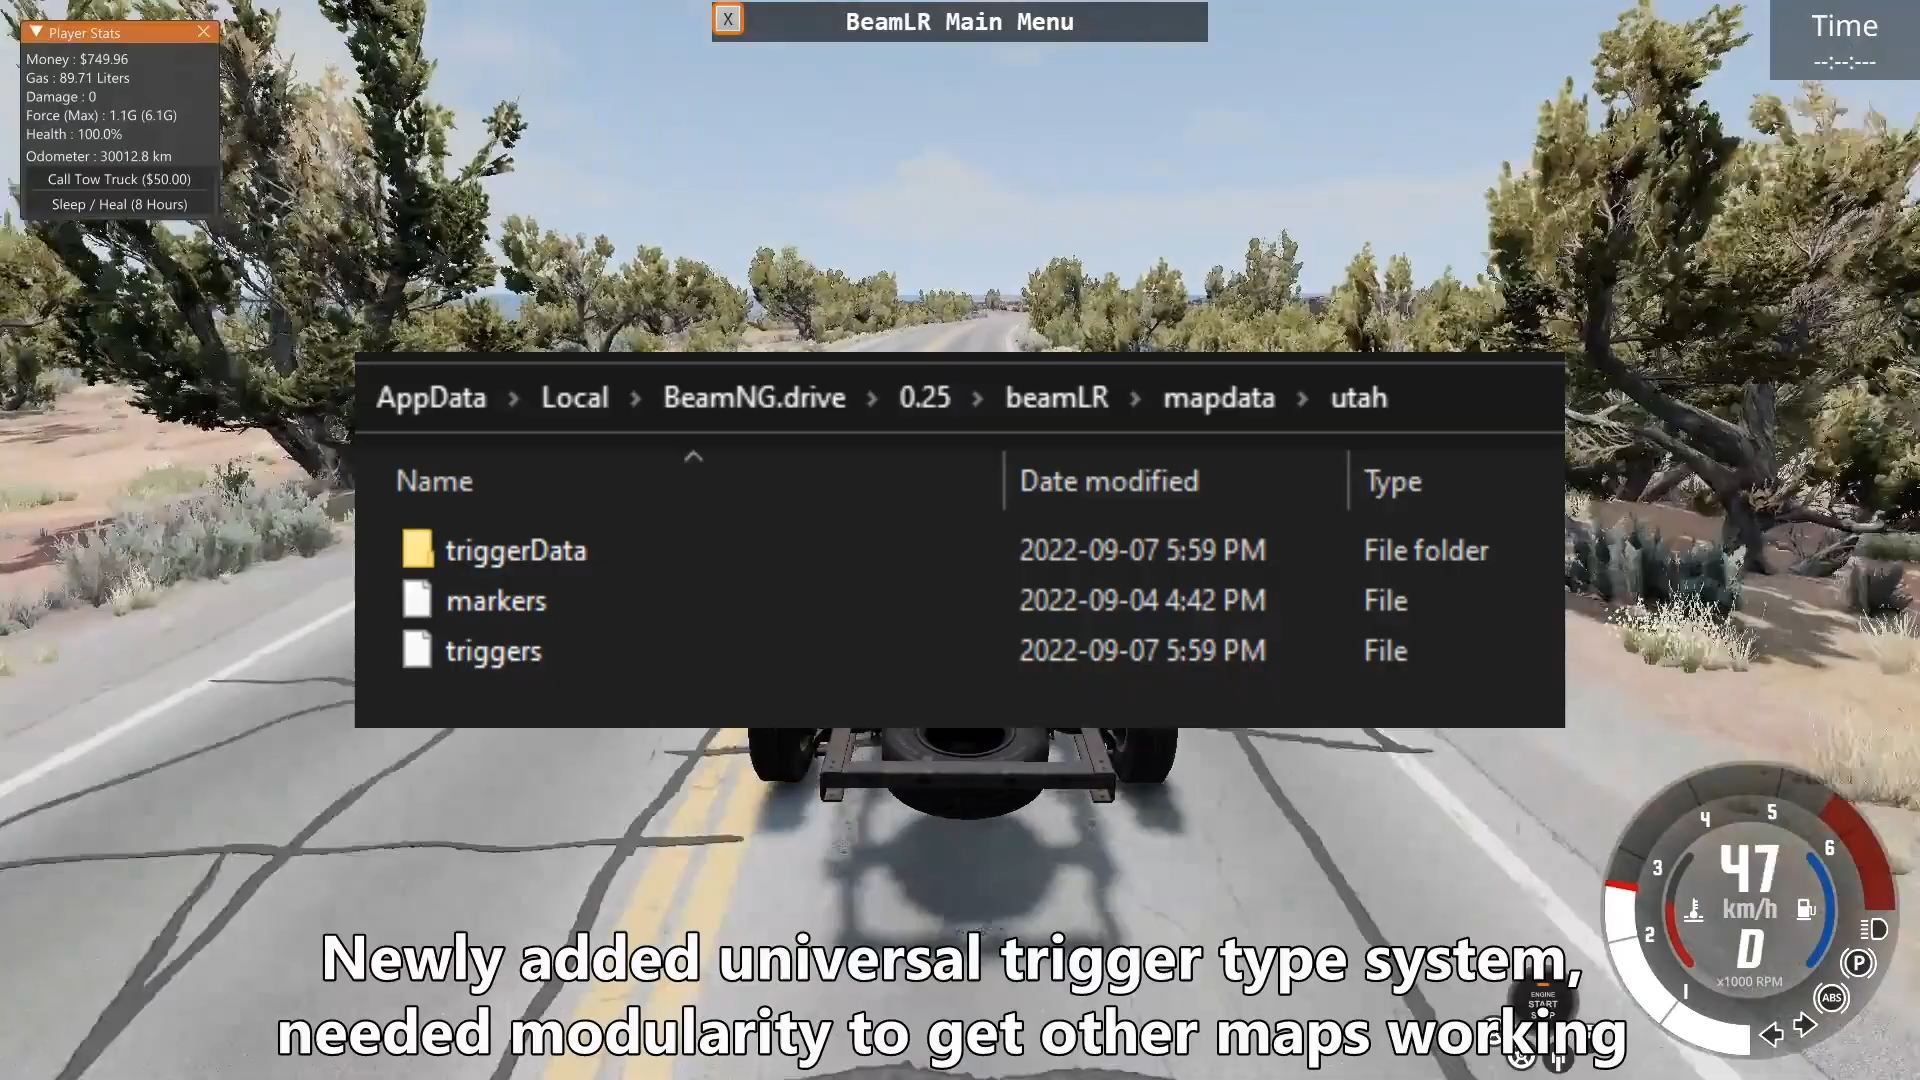 Player Stats
Money : $749.96
Gas : 89.71 Liters
Damage : 0
Force (Max) : 1.1G (6.1G)
Health : 100.0%
Odometer : 30012.8 km
Call Tow Truck ($50.00)
Sleep / Heal (8 Hours)
X
BeamLR Main Menu
Time
--:--:---
AppData > Local > BeamNG.drive > 0.25 > beamLR > mapdata > utah
Name Date modified Type
triggerData 2022-09-07 5:59 PM File folder
markers 2022-09-04 4:42 PM File
triggers 2022-09-07 5:59 PM File
1 2 3 4 5 6
47
km/h
D
x1000 RPM
P
ABS
ENGINE
START
Newly added universal trigger type system,
needed modularity to get other maps working